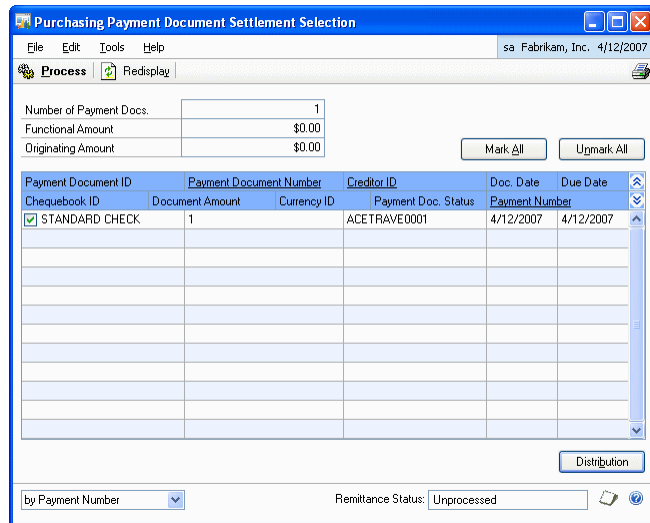 Purchasing Payment Document Settlement Selection
File Edit Tools Help sa Fabrikam, Inc. 4/12/2007
Process Redisplay
Number of Payment Docs. 1
Functional Amount $0.00
Originating Amount $0.00
Mark All Unmark All
Payment Document ID Payment Document Number Creditor ID Doc. Date Due Date
Chequebook ID Document Amount Currency ID Payment Doc. Status Payment Number
STANDARD CHECK 1 ACETRAVE0001 4/12/2007 4/12/2007
Distribution
by Payment Number Remittance Status: Unprocessed